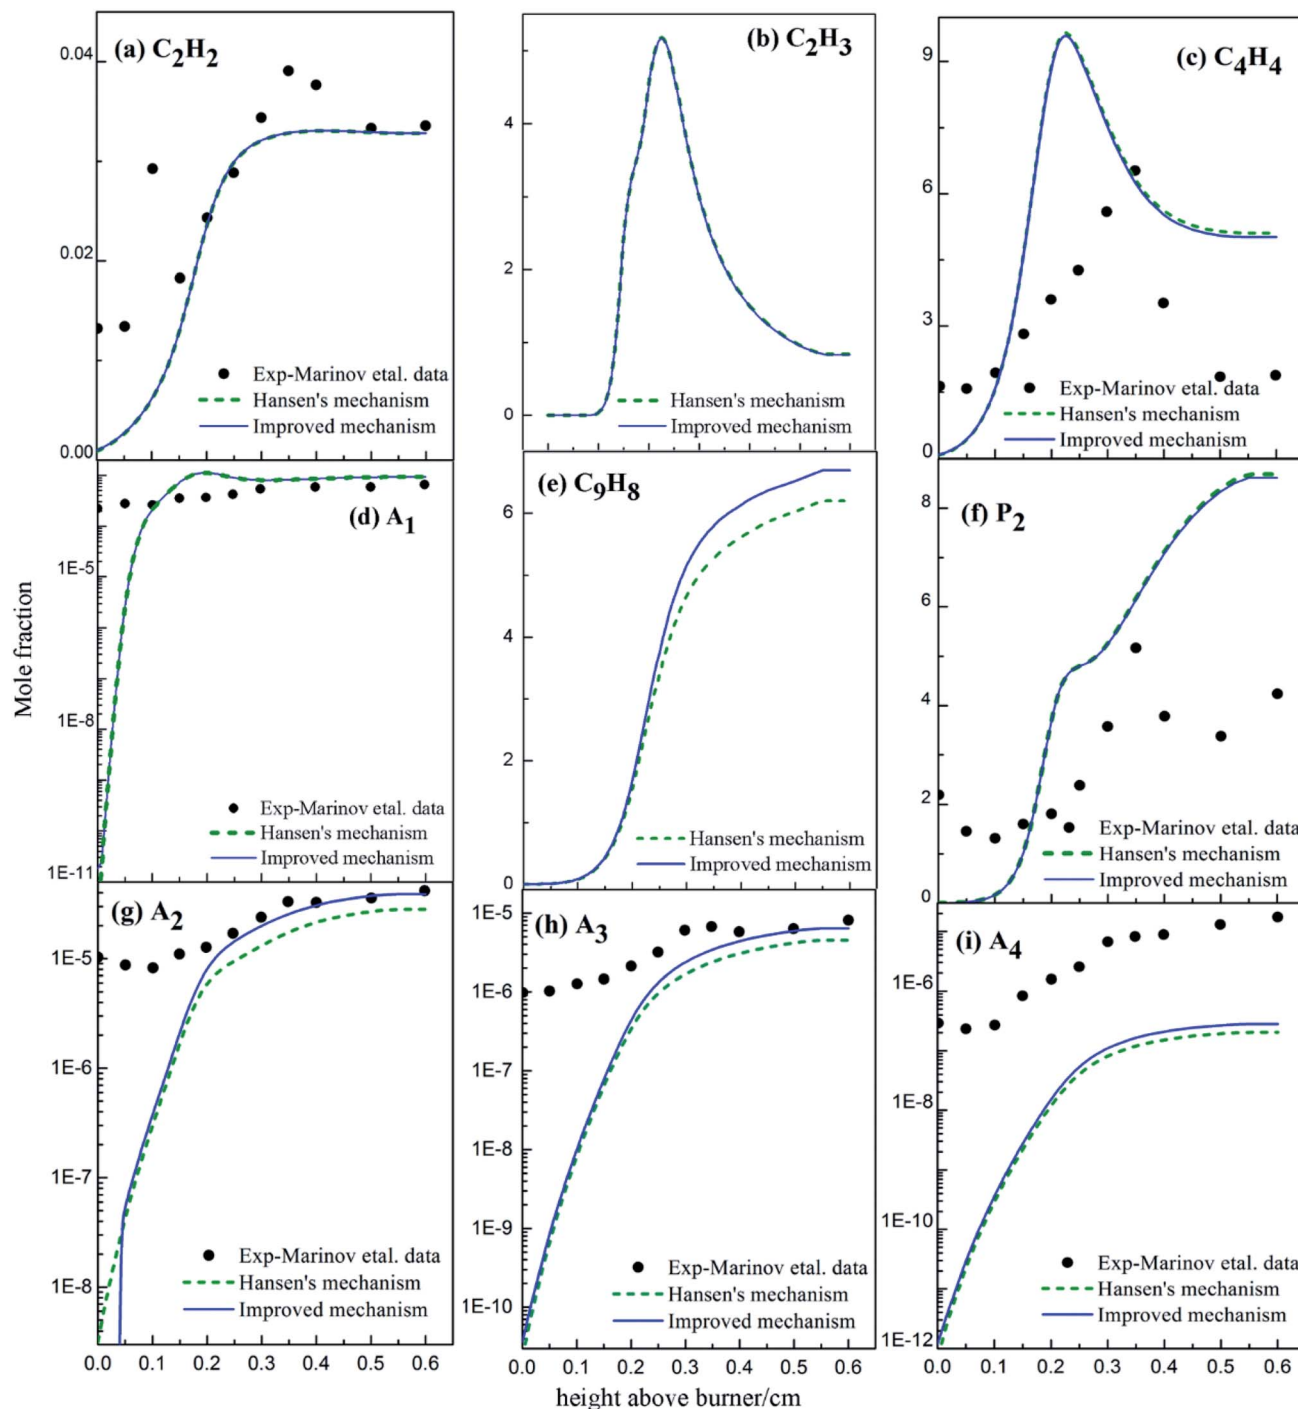 (a) C2H2
0.04
0.02
0.00
Exp-Marinov etal. data
Hansen's mechanism
Improved mechanism
(b) C2H3
4
2
0
Hansen's mechanism
Improved mechanism
(c) C4H4
9
6
3
0
Exp-Marinov etal. data
Hansen's mechanism
Improved mechanism
(d) A1
1E-5
1E-8
1E-11
Exp-Marinov etal. data
Hansen's mechanism
Improved mechanism
(e) C9H8
6
4
2
0
Hansen's mechanism
Improved mechanism
(f) P2
8
6
4
2
0
Exp-Marinov etal. data
Hansen's mechanism
Improved mechanism
Mole fraction
(g) A2
1E-5
1E-6
1E-7
1E-8
Exp-Marinov etal. data
Hansen's mechanism
Improved mechanism
0.0 0.1 0.2 0.3 0.4 0.5 0.6
(h) A3
1E-5
1E-6
1E-7
1E-8
1E-9
1E-10
Exp-Marinov etal. data
Hansen's mechanism
Improved mechanism
0.0 0.1 0.2 0.3 0.4 0.5 0.6
(i) A4
1E-6
1E-8
1E-10
1E-12
Exp-Marinov etal. data
Hansen's mechanism
Improved mechanism
0.0 0.1 0.2 0.3 0.4 0.5 0.6
height above burner/cm